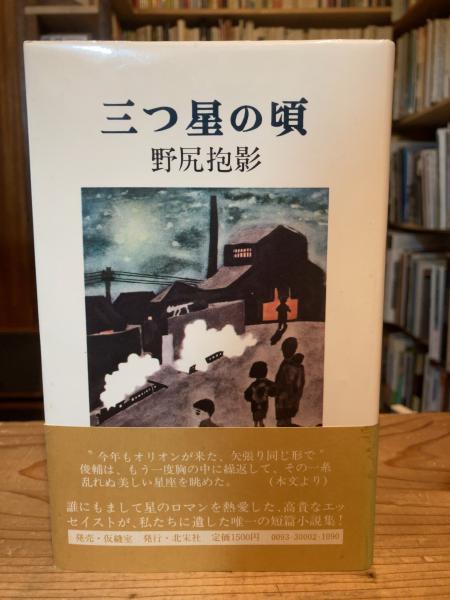 三つ星の頃
野尻抱影
〝今年もオリオンが来た、矢張り同じ形で〟
俊輔は、もう一度胸の中に繰返して、その一糸
乱れぬ美しい星座を眺めた。　（本文より）
誰にもまして星のロマンを熱愛した、高貴なエッ
セイストが、私たちに遺した唯一の短篇小説集！
発売・仮縫室　発行・北宋社　定価1500円　0093-30002-1090